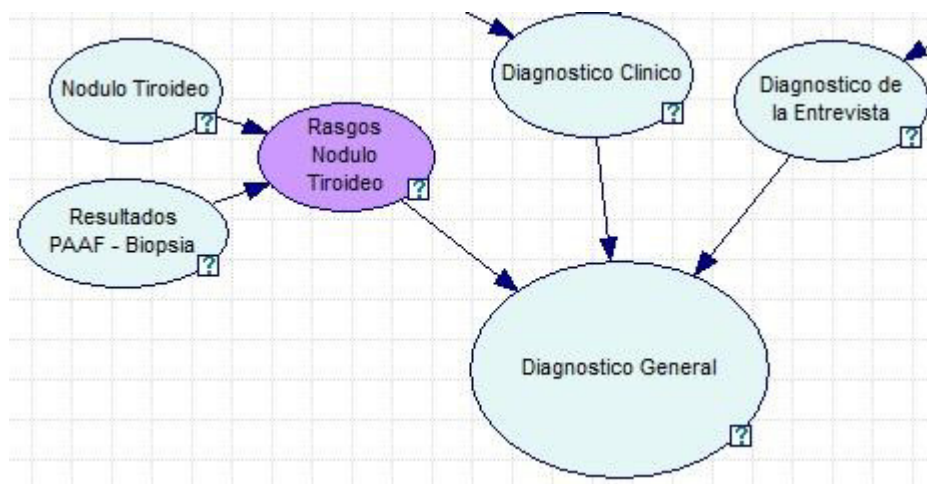 Nodulo Tiroideo
?
Rasgos
Nodulo
Tiroideo
?
Resultados
PAAF - Biopsia
?
Diagnostico Clinico
?
Diagnostico de
la Entrevista
?
Diagnostico General
?